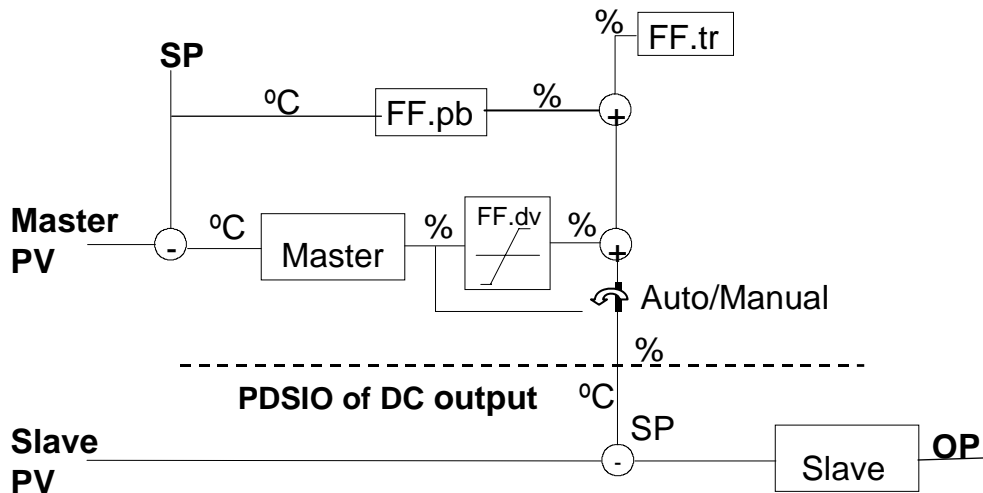 % FF.tr
SP
ºC FF.pb %
+
Master
PV
- ºC Master % FF.dv %
+
Auto/Manual
%
PDSIO of DC output ºC
SP
Slave
PV
- Slave OP